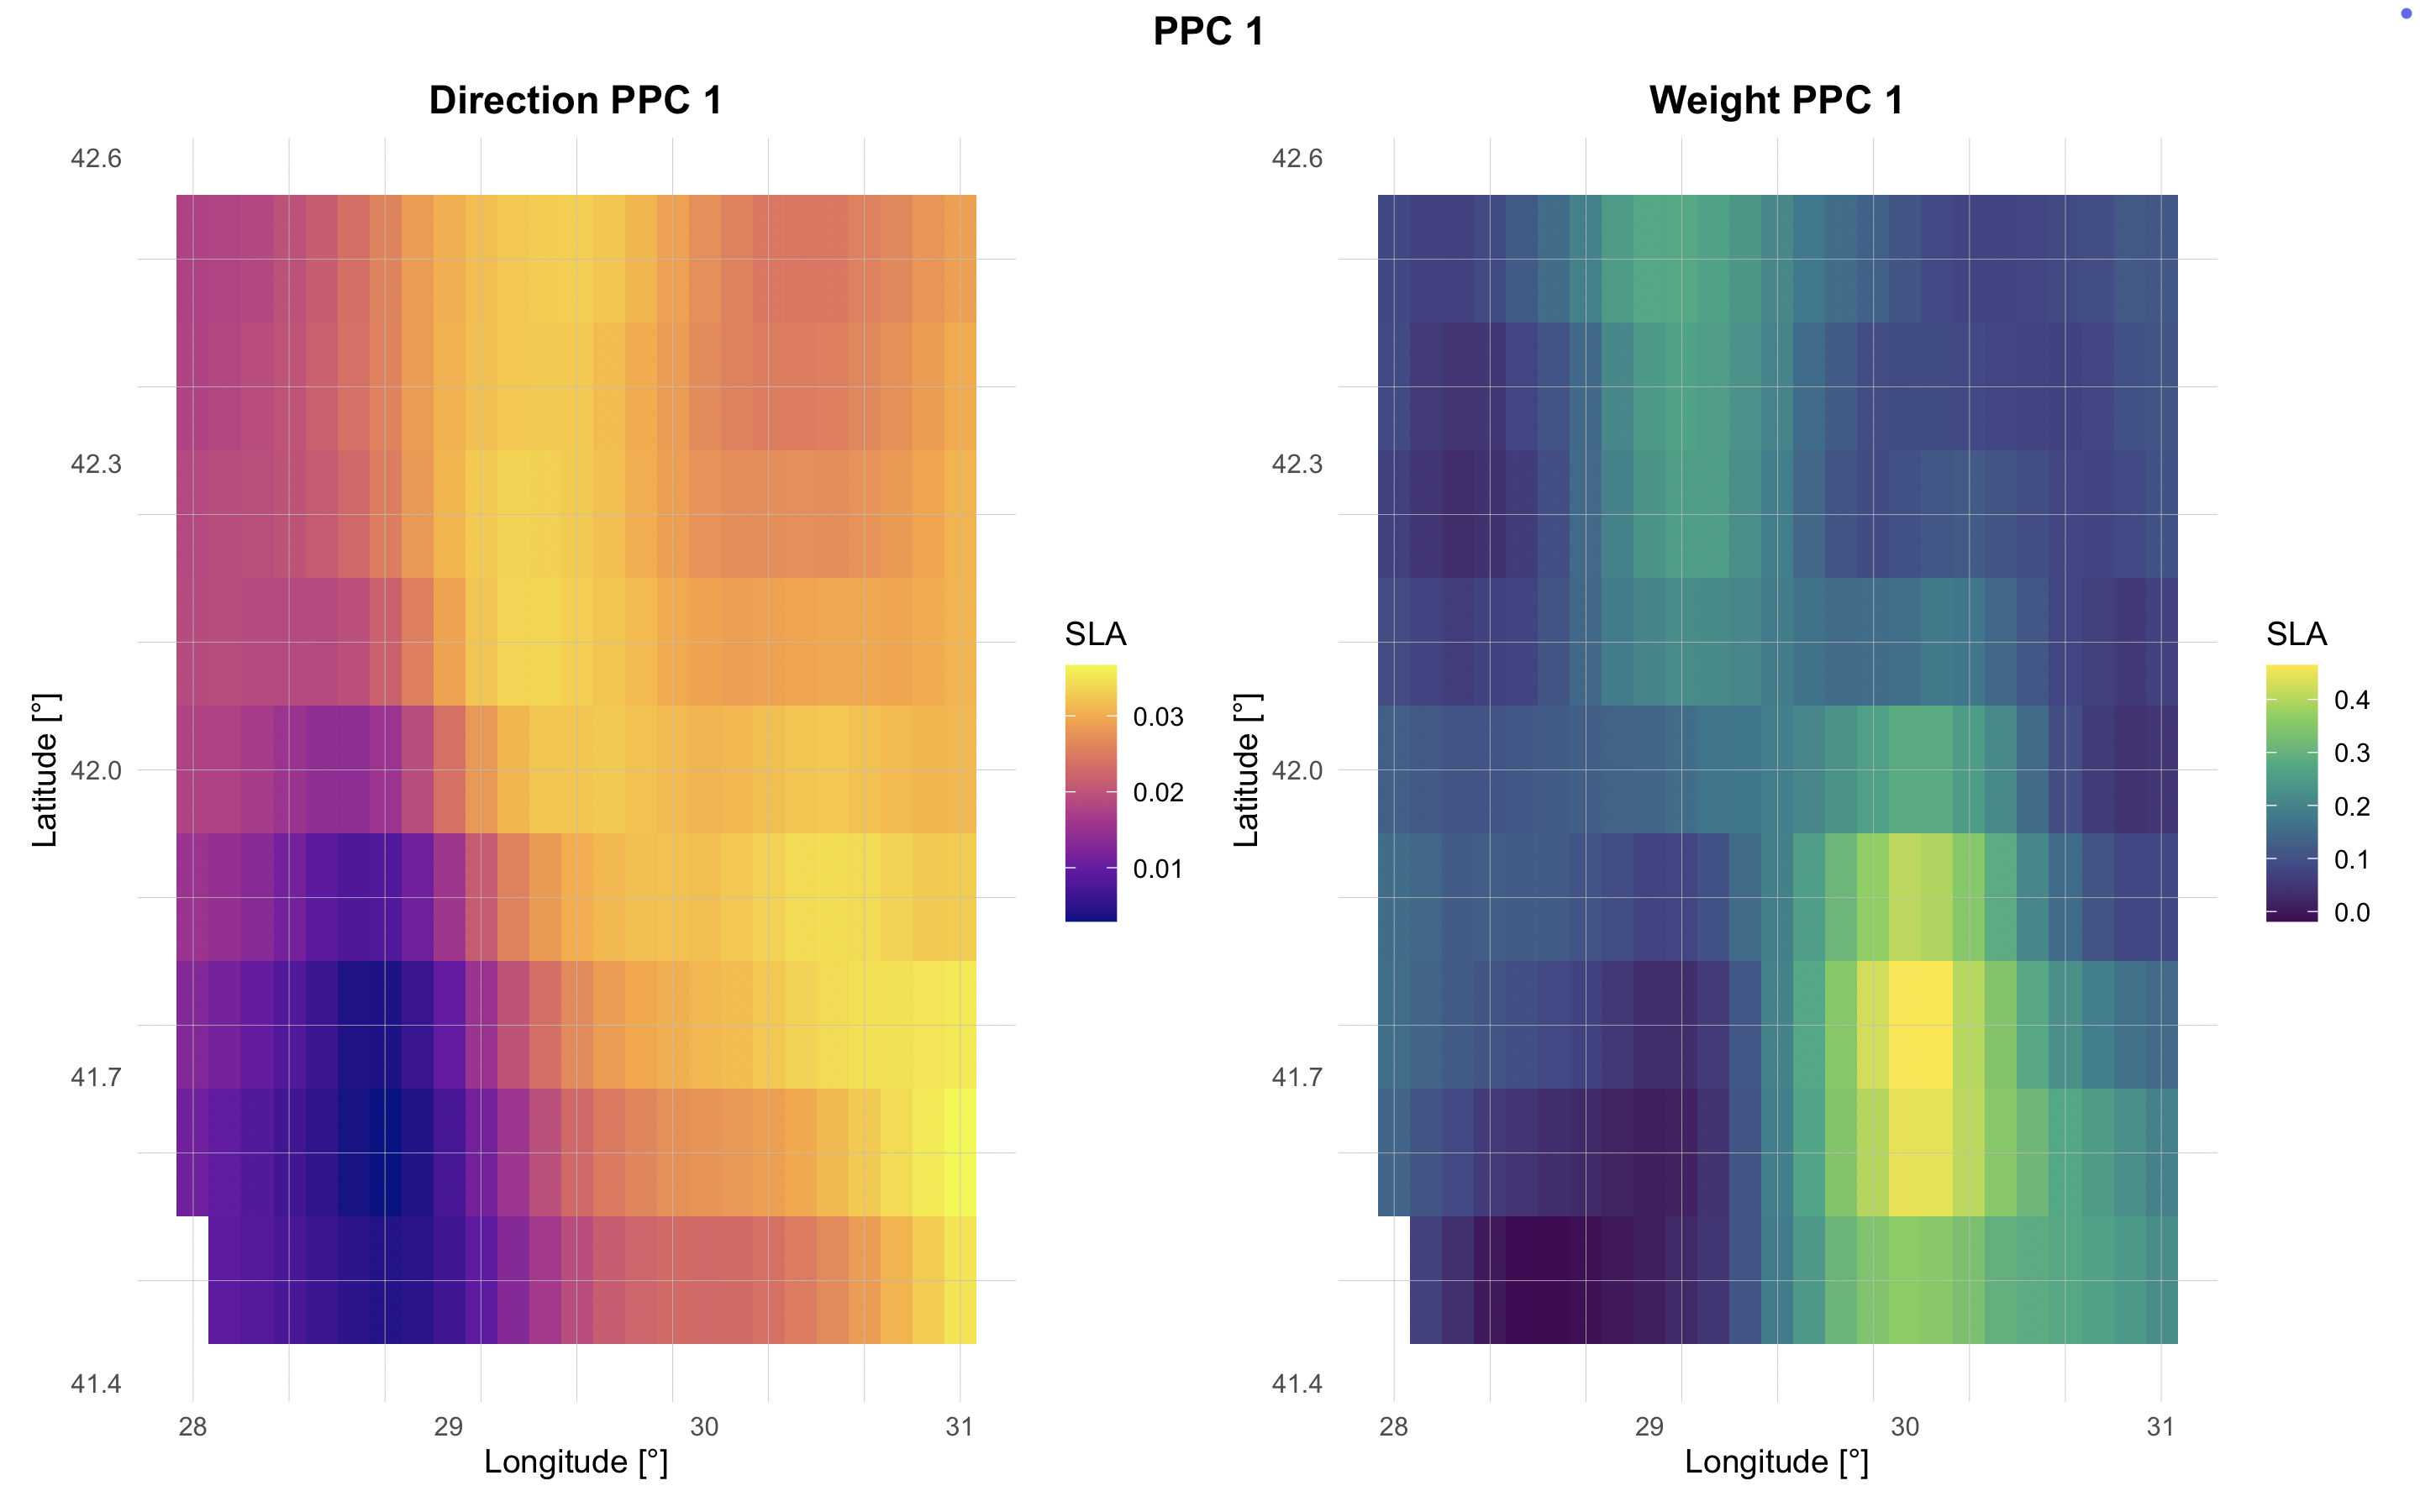 PPC 1
Direction PPC 1
42.6
42.3
42.0
41.7
41.4
Latitude [°]
28 29 30 31
Longitude [°]
SLA
0.03
0.02
0.01
Weight PPC 1
42.6
42.3
42.0
41.7
41.4
Latitude [°]
28 29 30 31
Longitude [°]
SLA
0.4
0.3
0.2
0.1
0.0